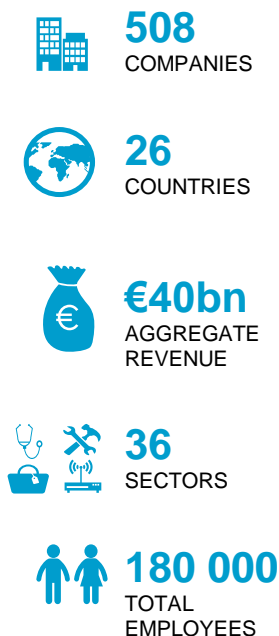 508
COMPANIES
26
COUNTRIES
€
€40bn
AGGREGATE
REVENUE
36
SECTORS
180 000
TOTAL
EMPLOYEES